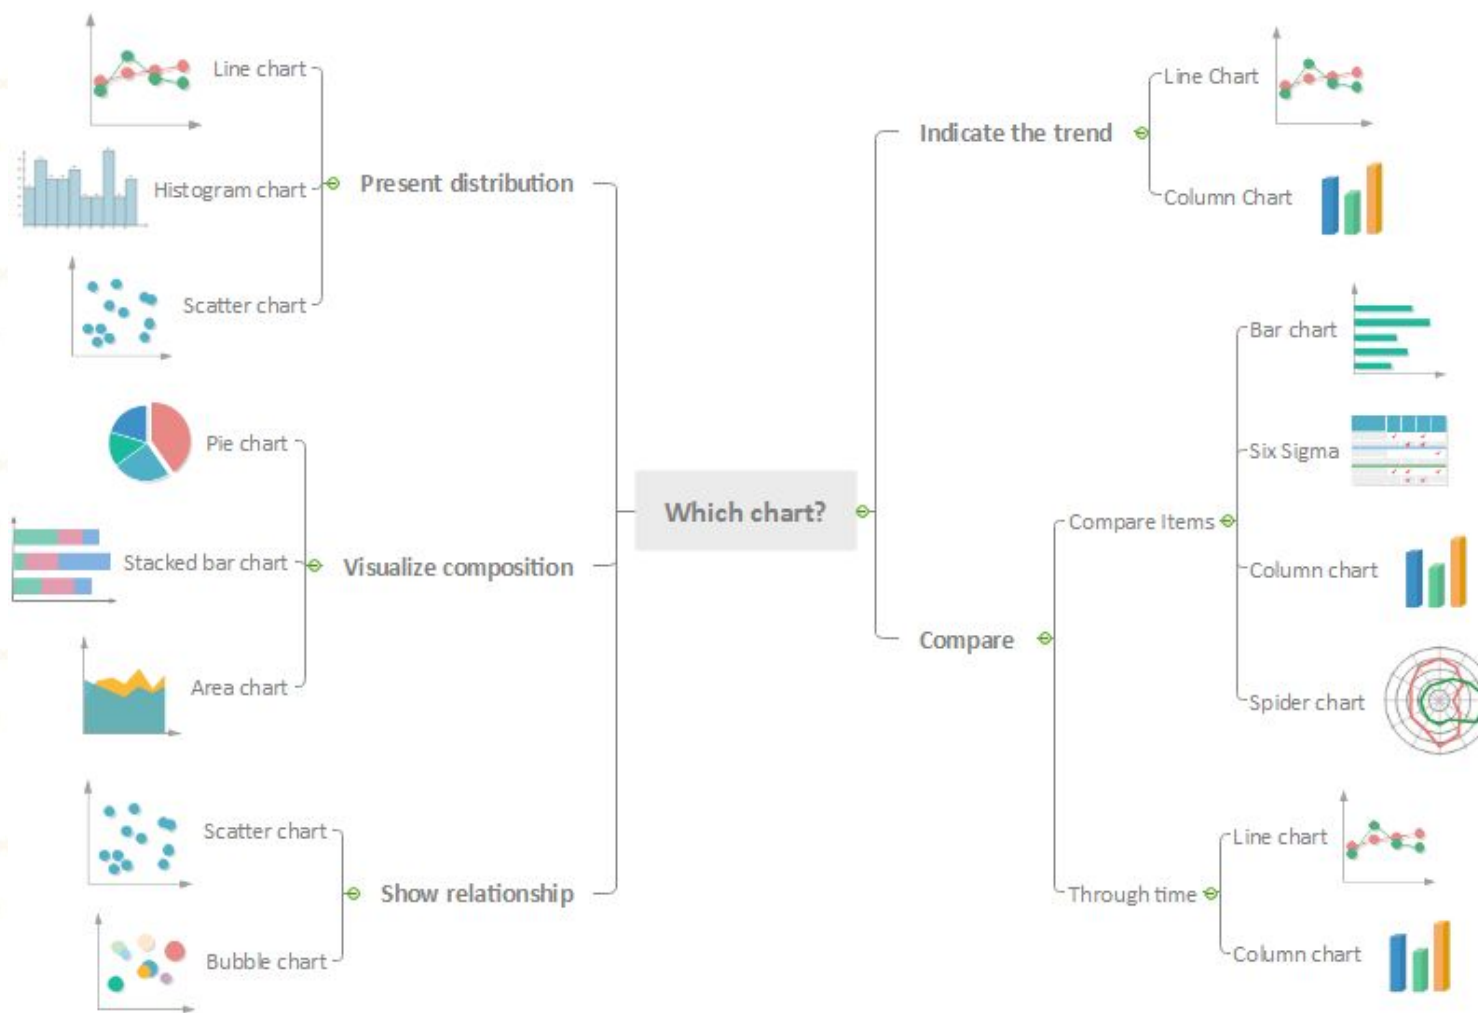 Which chart?
Indicate the trend
Line Chart
Column Chart
Compare
Compare Items
Bar chart
Six Sigma
Column chart
Spider chart
Through time
Line chart
Column chart
Present distribution
Line chart
Histogram chart
Scatter chart
Visualize composition
Pie chart
Stacked bar chart
Area chart
Show relationship
Scatter chart
Bubble chart